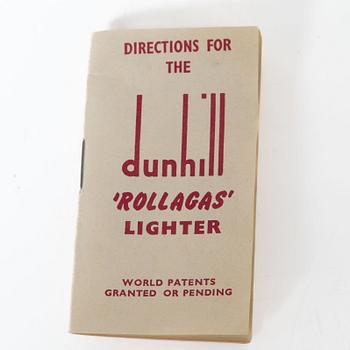 DIRECTIONS FOR
THE
dunhill
'ROLLAGAS'
LIGHTER
WORLD PATENTS
GRANTED OR PENDING